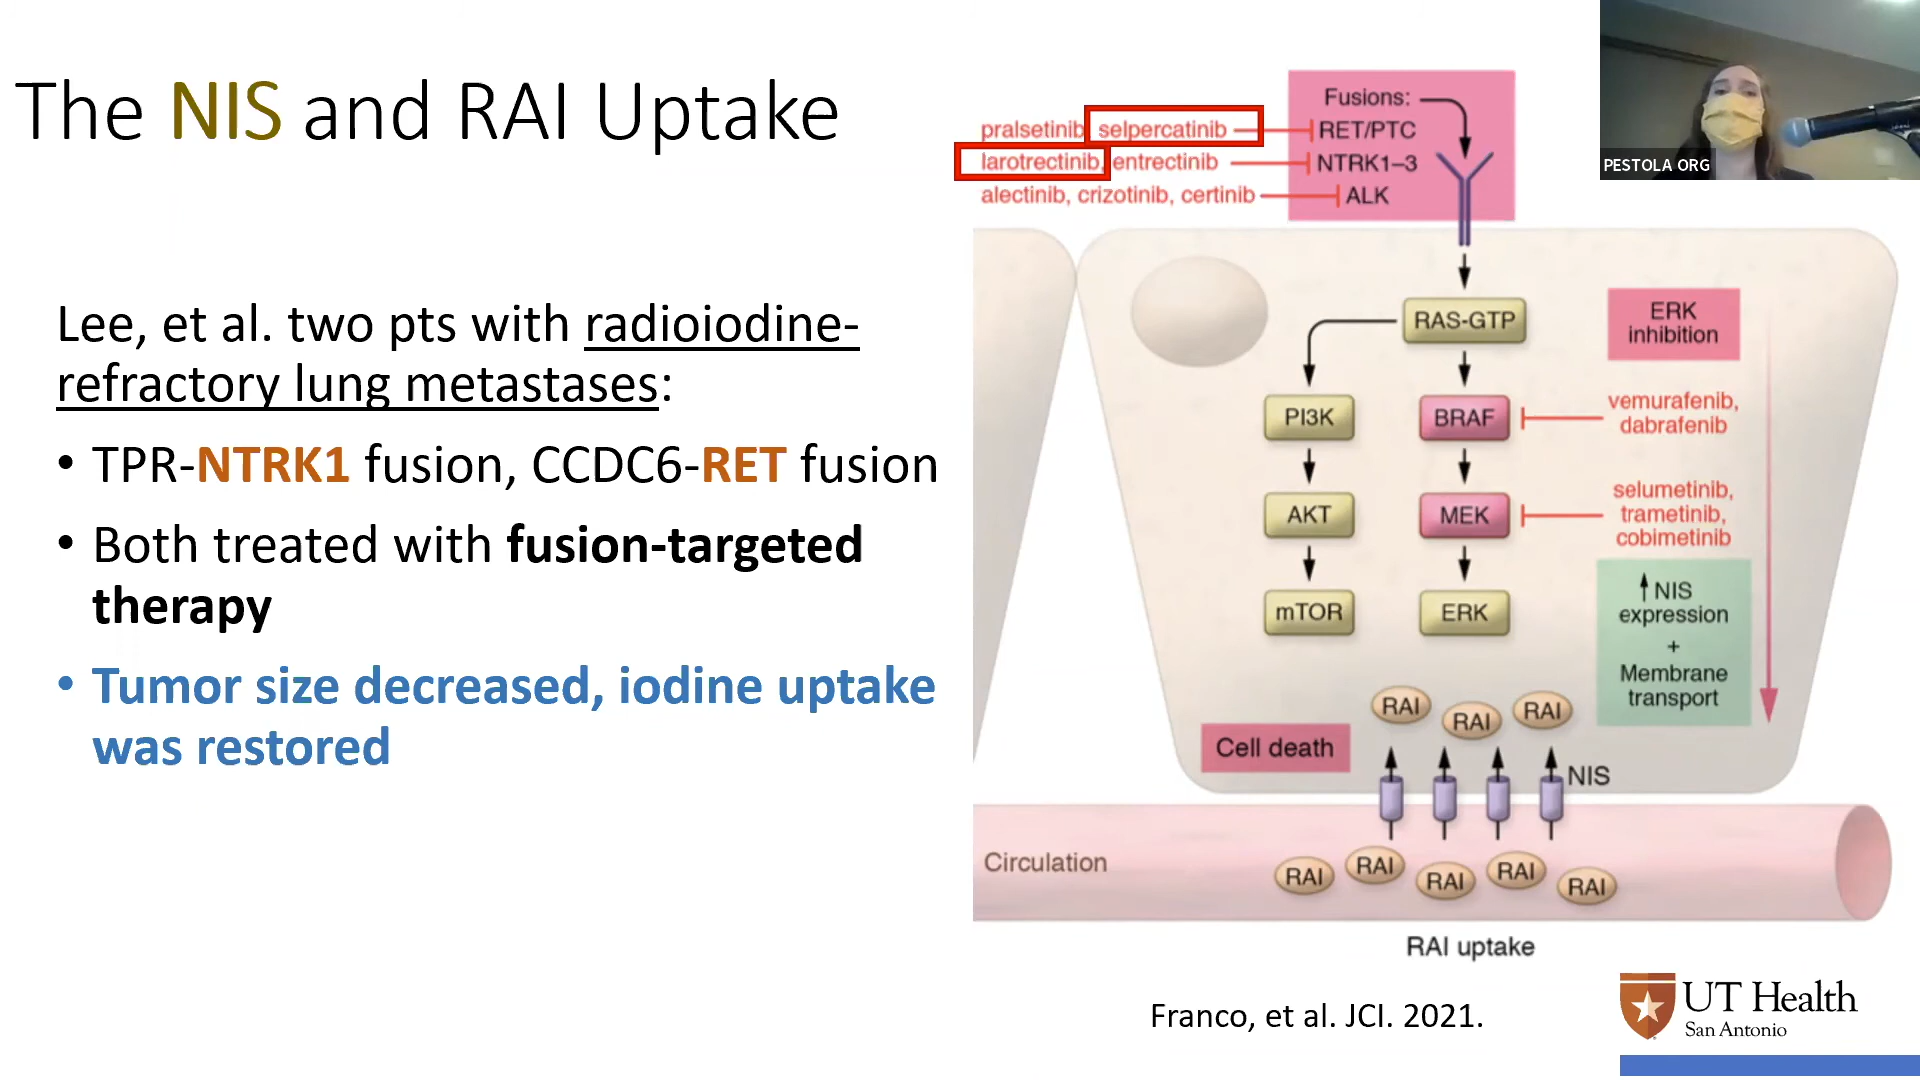 The NIS and RAI Uptake
Lee, et al. two pts with radioiodine-
refractory lung metastases:
• TPR-NTRK1 fusion, CCDC6-RET fusion
• Both treated with fusion-targeted
therapy
• Tumor size decreased, iodine uptake
was restored
Fusions:
pralsetinib selpercatinib
RET/PTC
larotrectinib, entrectinib
NTRK1–3
alectinib, crizotinib, certinib
ALK
RAS-GTP
ERK
inhibition
PI3K
BRAF
vemurafenib,
dabrafenib
AKT
MEK
selumetinib,
trametinib,
cobimetinib
mTOR
ERK
NIS
expression
+
Membrane
transport
RAI
RAI
RAI
Cell death
NIS
Circulation
RAI
RAI
RAI
RAI
RAI
RAI uptake
Franco, et al. JCI. 2021.
PESTOLA ORG
UT Health
San Antonio